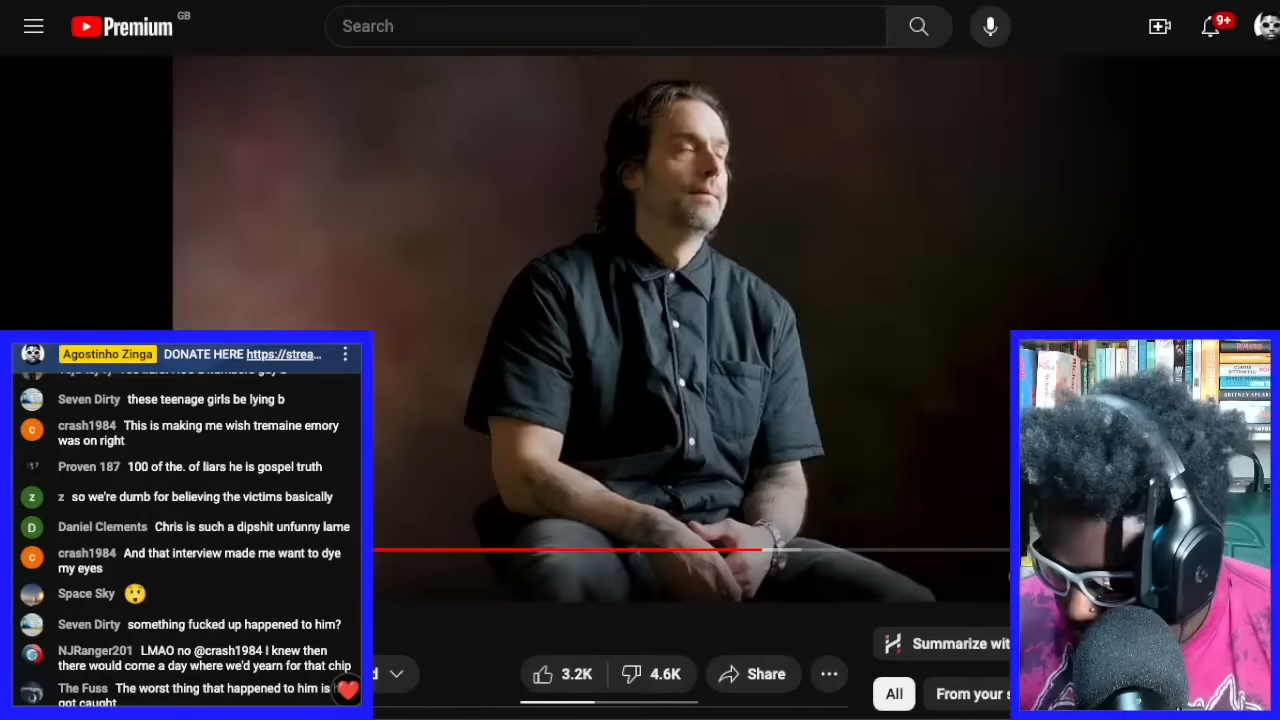 Premium GB
Search
9+
Agostinho Zinga DONATE HERE https://strea...
Seven Dirty these teenage girls be lying b
crash1984 This is making me wish tremaine emory
was on right
Proven 187 100 of the. of liars he is gospel truth
z so we're dumb for believing the victims basically
Daniel Clements Chris is such a dipshit unfunny lame
crash1984 And that interview made me want to dye
my eyes
Space Sky
Seven Dirty something fucked up happened to him?
NJRanger201 LMAO no @crash1984 I knew then
there would come a day where we'd yearn for that chip
The Fuss The worst thing that happened to him is
got caught
3.2K
4.6K
Share
Summarize wit
All
From your s
BRITNEY SPEARS